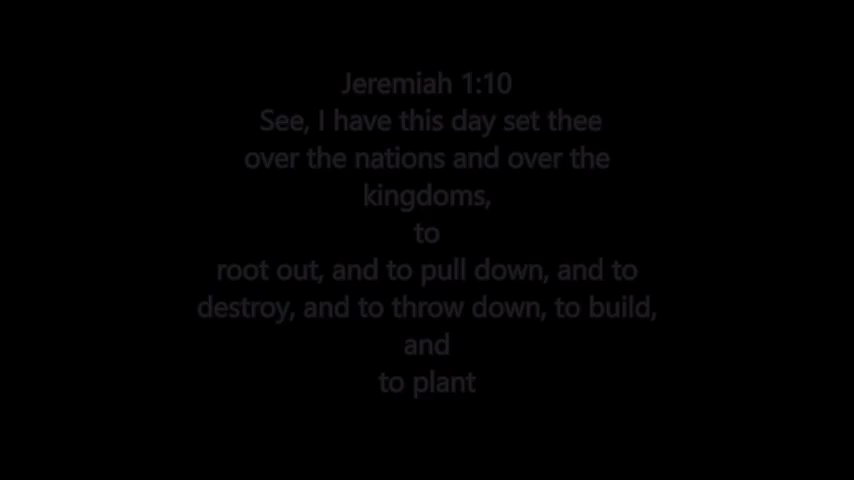 Jeremiah 1:10
See, I have this day set thee
over the nations and over the
kingdoms,
to
root out, and to pull down, and to
destroy, and to throw down, to build,
and
to plant